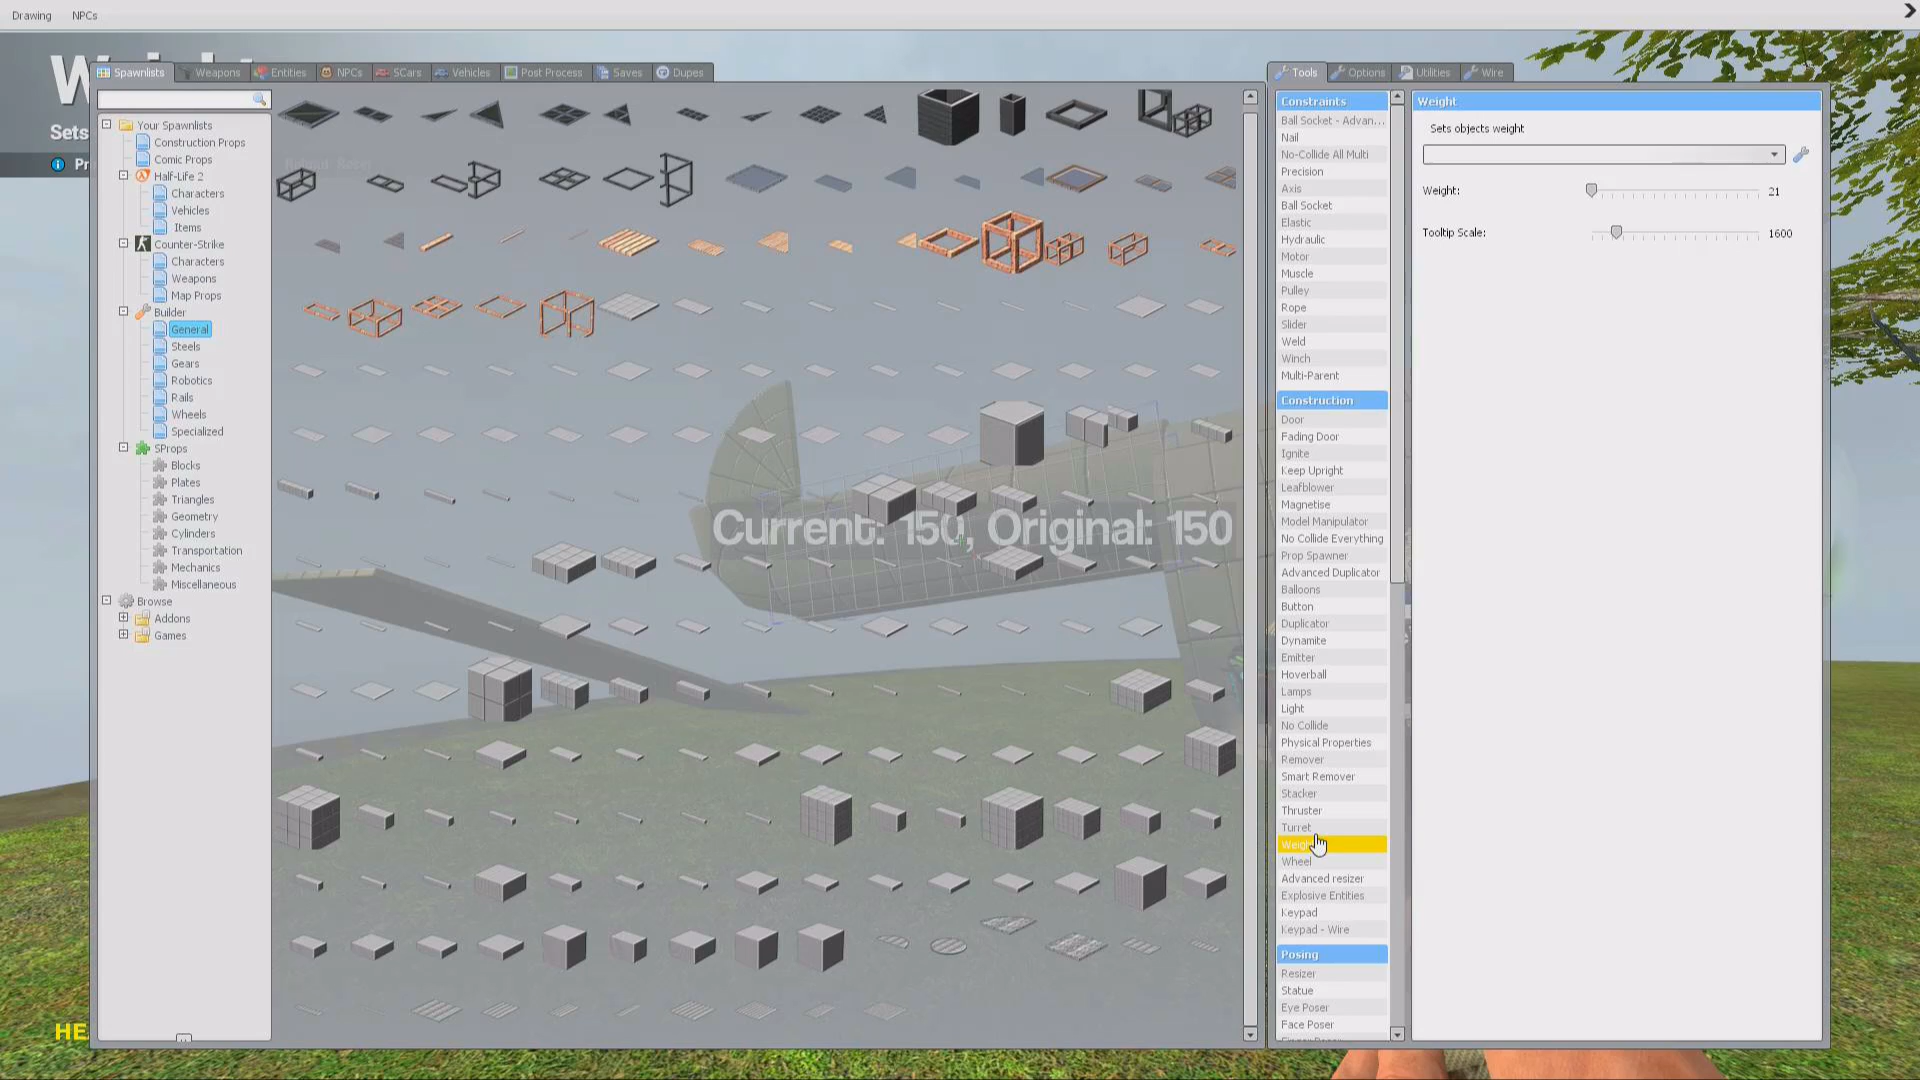 Drawing NPCs
W
Sets
Pr
Spawnlists Weapons Entities NPCs SCars Vehicles Post Process Saves Dupes
Your Spawnlists
Construction Props
Comic Props
Half-Life 2
Characters
Vehicles
Items
Counter-Strike
Characters
Weapons
Map Props
Builder
General
Steels
Gears
Robotics
Rails
Wheels
Specialized
SProps
Blocks
Plates
Triangles
Geometry
Cylinders
Transportation
Mechanics
Miscellaneous
Browse
Addons
Games
HE
Current: 150, Original: 150
Tools Options Utilities Wire
Constraints
Ball Socket - Advan...
Nail
No-Collide All Multi
Precision
Axis
Ball Socket
Elastic
Hydraulic
Motor
Muscle
Pulley
Rope
Slider
Weld
Winch
Multi-Parent
Construction
Door
Fading Door
Ignite
Keep Upright
Leafblower
Magnetise
Model Manipulator
No Collide Everything
Prop Spawner
Advanced Duplicator
Balloons
Button
Duplicator
Dynamite
Emitter
Hoverball
Lamps
Light
No Collide
Physical Properties
Remover
Smart Remover
Stacker
Thruster
Turret
Weight
Wheel
Advanced resizer
Explosive Entities
Keypad
Keypad - Wire
Posing
Resizer
Statue
Eye Poser
Face Poser
Weight
Sets objects weight
Weight: 21
Tooltip Scale: 1600